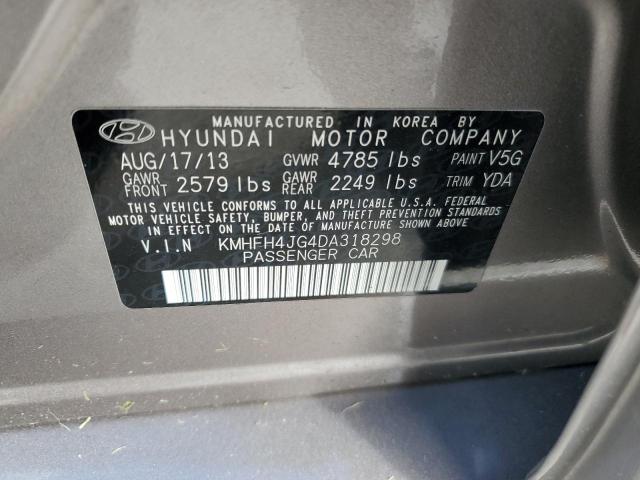 MANUFACTURED IN KOREA BY
HYUNDAI MOTOR COMPANY
AUG/17/13 GVWR 4785 lbs PAINT V5G
GAWR FRONT 2579 lbs GAWR REAR 2249 lbs TRIM YDA
THIS VEHICLE CONFORMS TO ALL APPLICABLE U.S.A. FEDERAL
MOTOR VEHICLE SAFETY, BUMPER, AND THEFT PREVENTION STANDARDS
IN EFFECT ON THE DATE OF MANUFACTURE SHOWN ABOVE.
V.I.N KMHFH4JG4DA318298
PASSENGER CAR